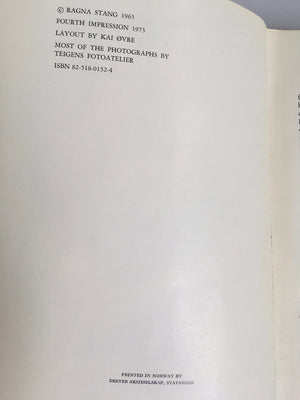 © RAGNA STANG 1965
FOURTH IMPRESSION 1973
LAYOUT BY KAI ØVRE
MOST OF THE PHOTOGRAPHS BY
TEIGENS FOTOATELIER
ISBN 82-518-0152-4
PRINTED IN NORWAY BY
DREYER AKSJESELSKAP, STAVANGER